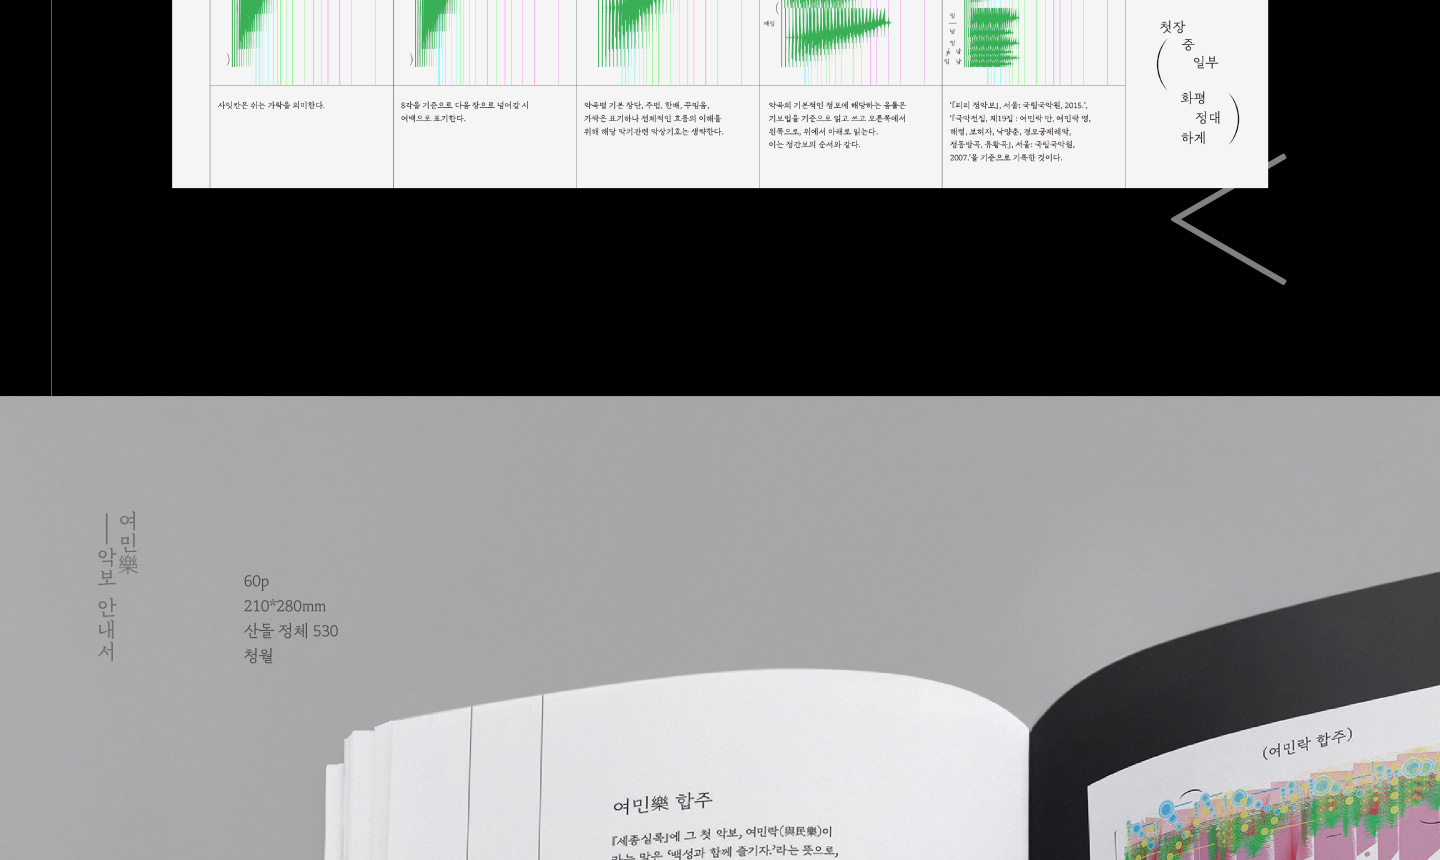 매임
첫장
중
일부
화평
정대
하게
사잇칸은 쉬는 가락을 의미한다.
8각을 기준으로 다음 장으로 넘어갈 시
여백으로 표기한다.
악곡명 기본 장단, 주법, 한배, 꾸밈음,
가락은 표기하나 전체적인 흐름의 이해를
위해 해당 악기관련 악상기호는 생략한다.
악곡의 기본적인 정보에 해당하는 율률은
기보법을 기준으로 읽고 쓰고 오른쪽에서
왼쪽으로, 위에서 아래로 읽는다.
이는 정간보의 순서와 같다.
『피리 정악보』, 서울: 국립국악원, 2015.',
『국악전집, 제19집 : 여민락 만, 여민락 영,
해령, 보허자, 낙양춘, 경모궁제례악,
정동방곡, 유황곡』, 서울: 국립국악원,
2007.'을 기준으로 기록한 것이다.
여민樂
—악보 안내서
60p
210*280mm
산돌 정체 530
청월
여민樂 합주
『세종실록』에 그 첫 악보, 여민락(與民樂)이
라는 말은 '백성과 함께 즐기자.'라는 뜻으로,
(여민락 합주)